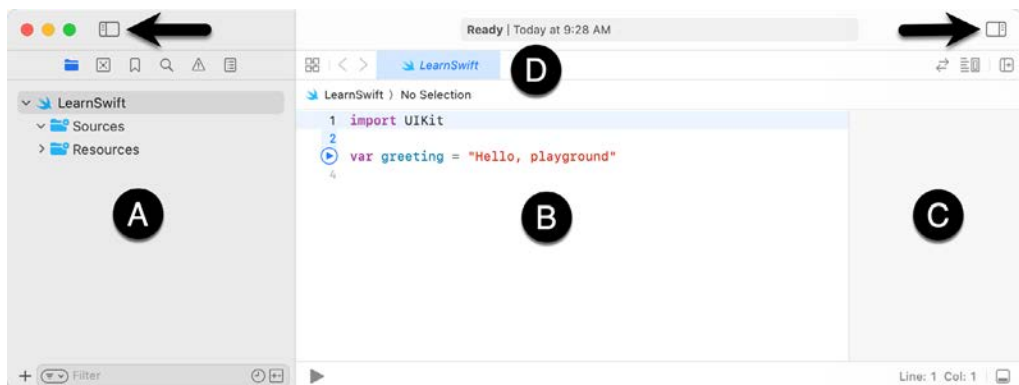 Ready | Today at 9:28 AM
LearnSwift
D
LearnSwift
LearnSwift ⟩ No Selection
Sources
Resources
1 import UIKit
2
var greeting = "Hello, playground"
4
A
B
C
Filter
Line: 1 Col: 1